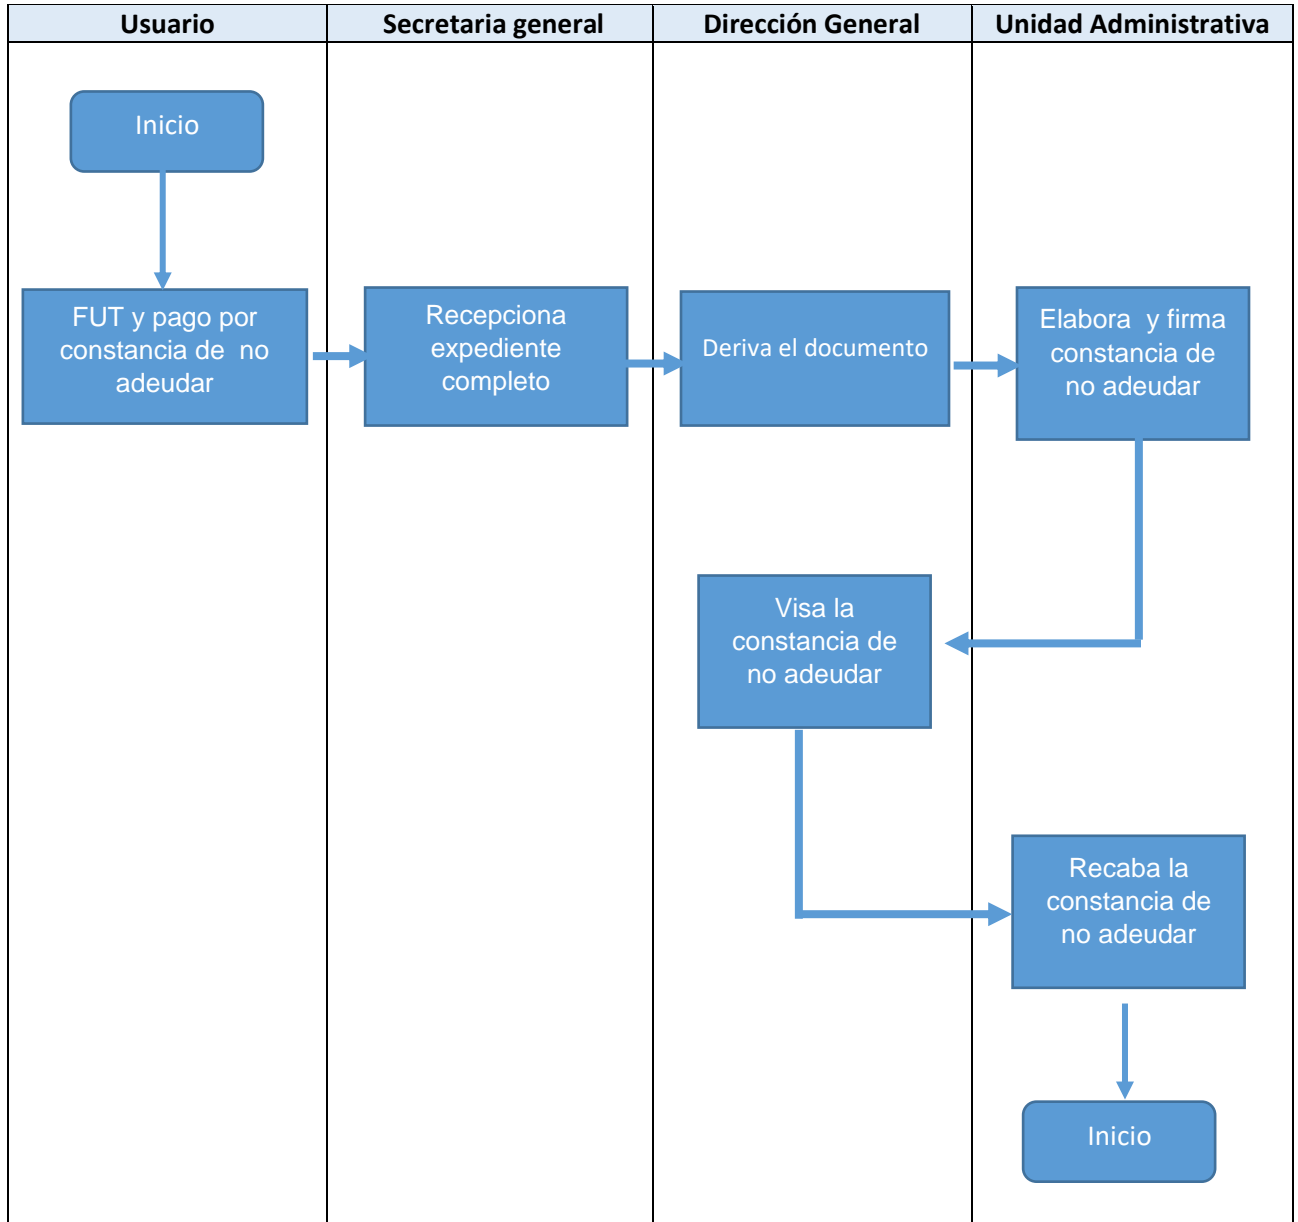 Usuario
Secretaria general
Dirección General
Unidad Administrativa
Inicio
FUT y pago por
constancia de  no
adeudar
Recepciona
expediente
completo
Deriva el documento
Elabora  y firma
constancia de
no adeudar
Visa la
constancia de
no adeudar
Recaba la
constancia de
no adeudar
Inicio